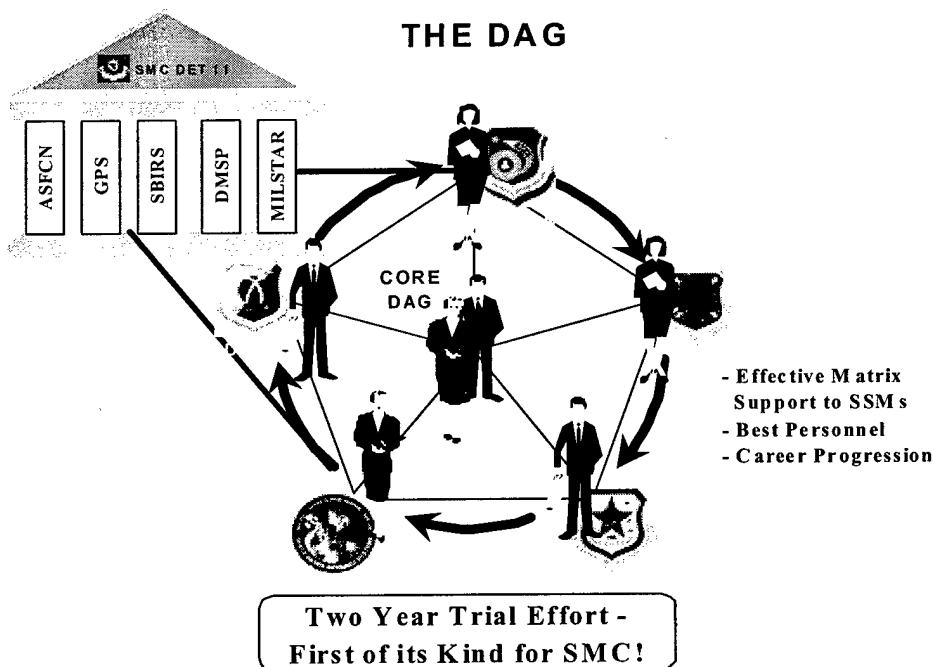 THE DAG
SMC DET 11
ASFCN
GPS
SBIRS
DMSP
MILSTAR
CORE
DAG
- Effective Matrix
Support to SSMs
- Best Personnel
- Career Progression
Two Year Trial Effort -
First of its Kind for SMC!